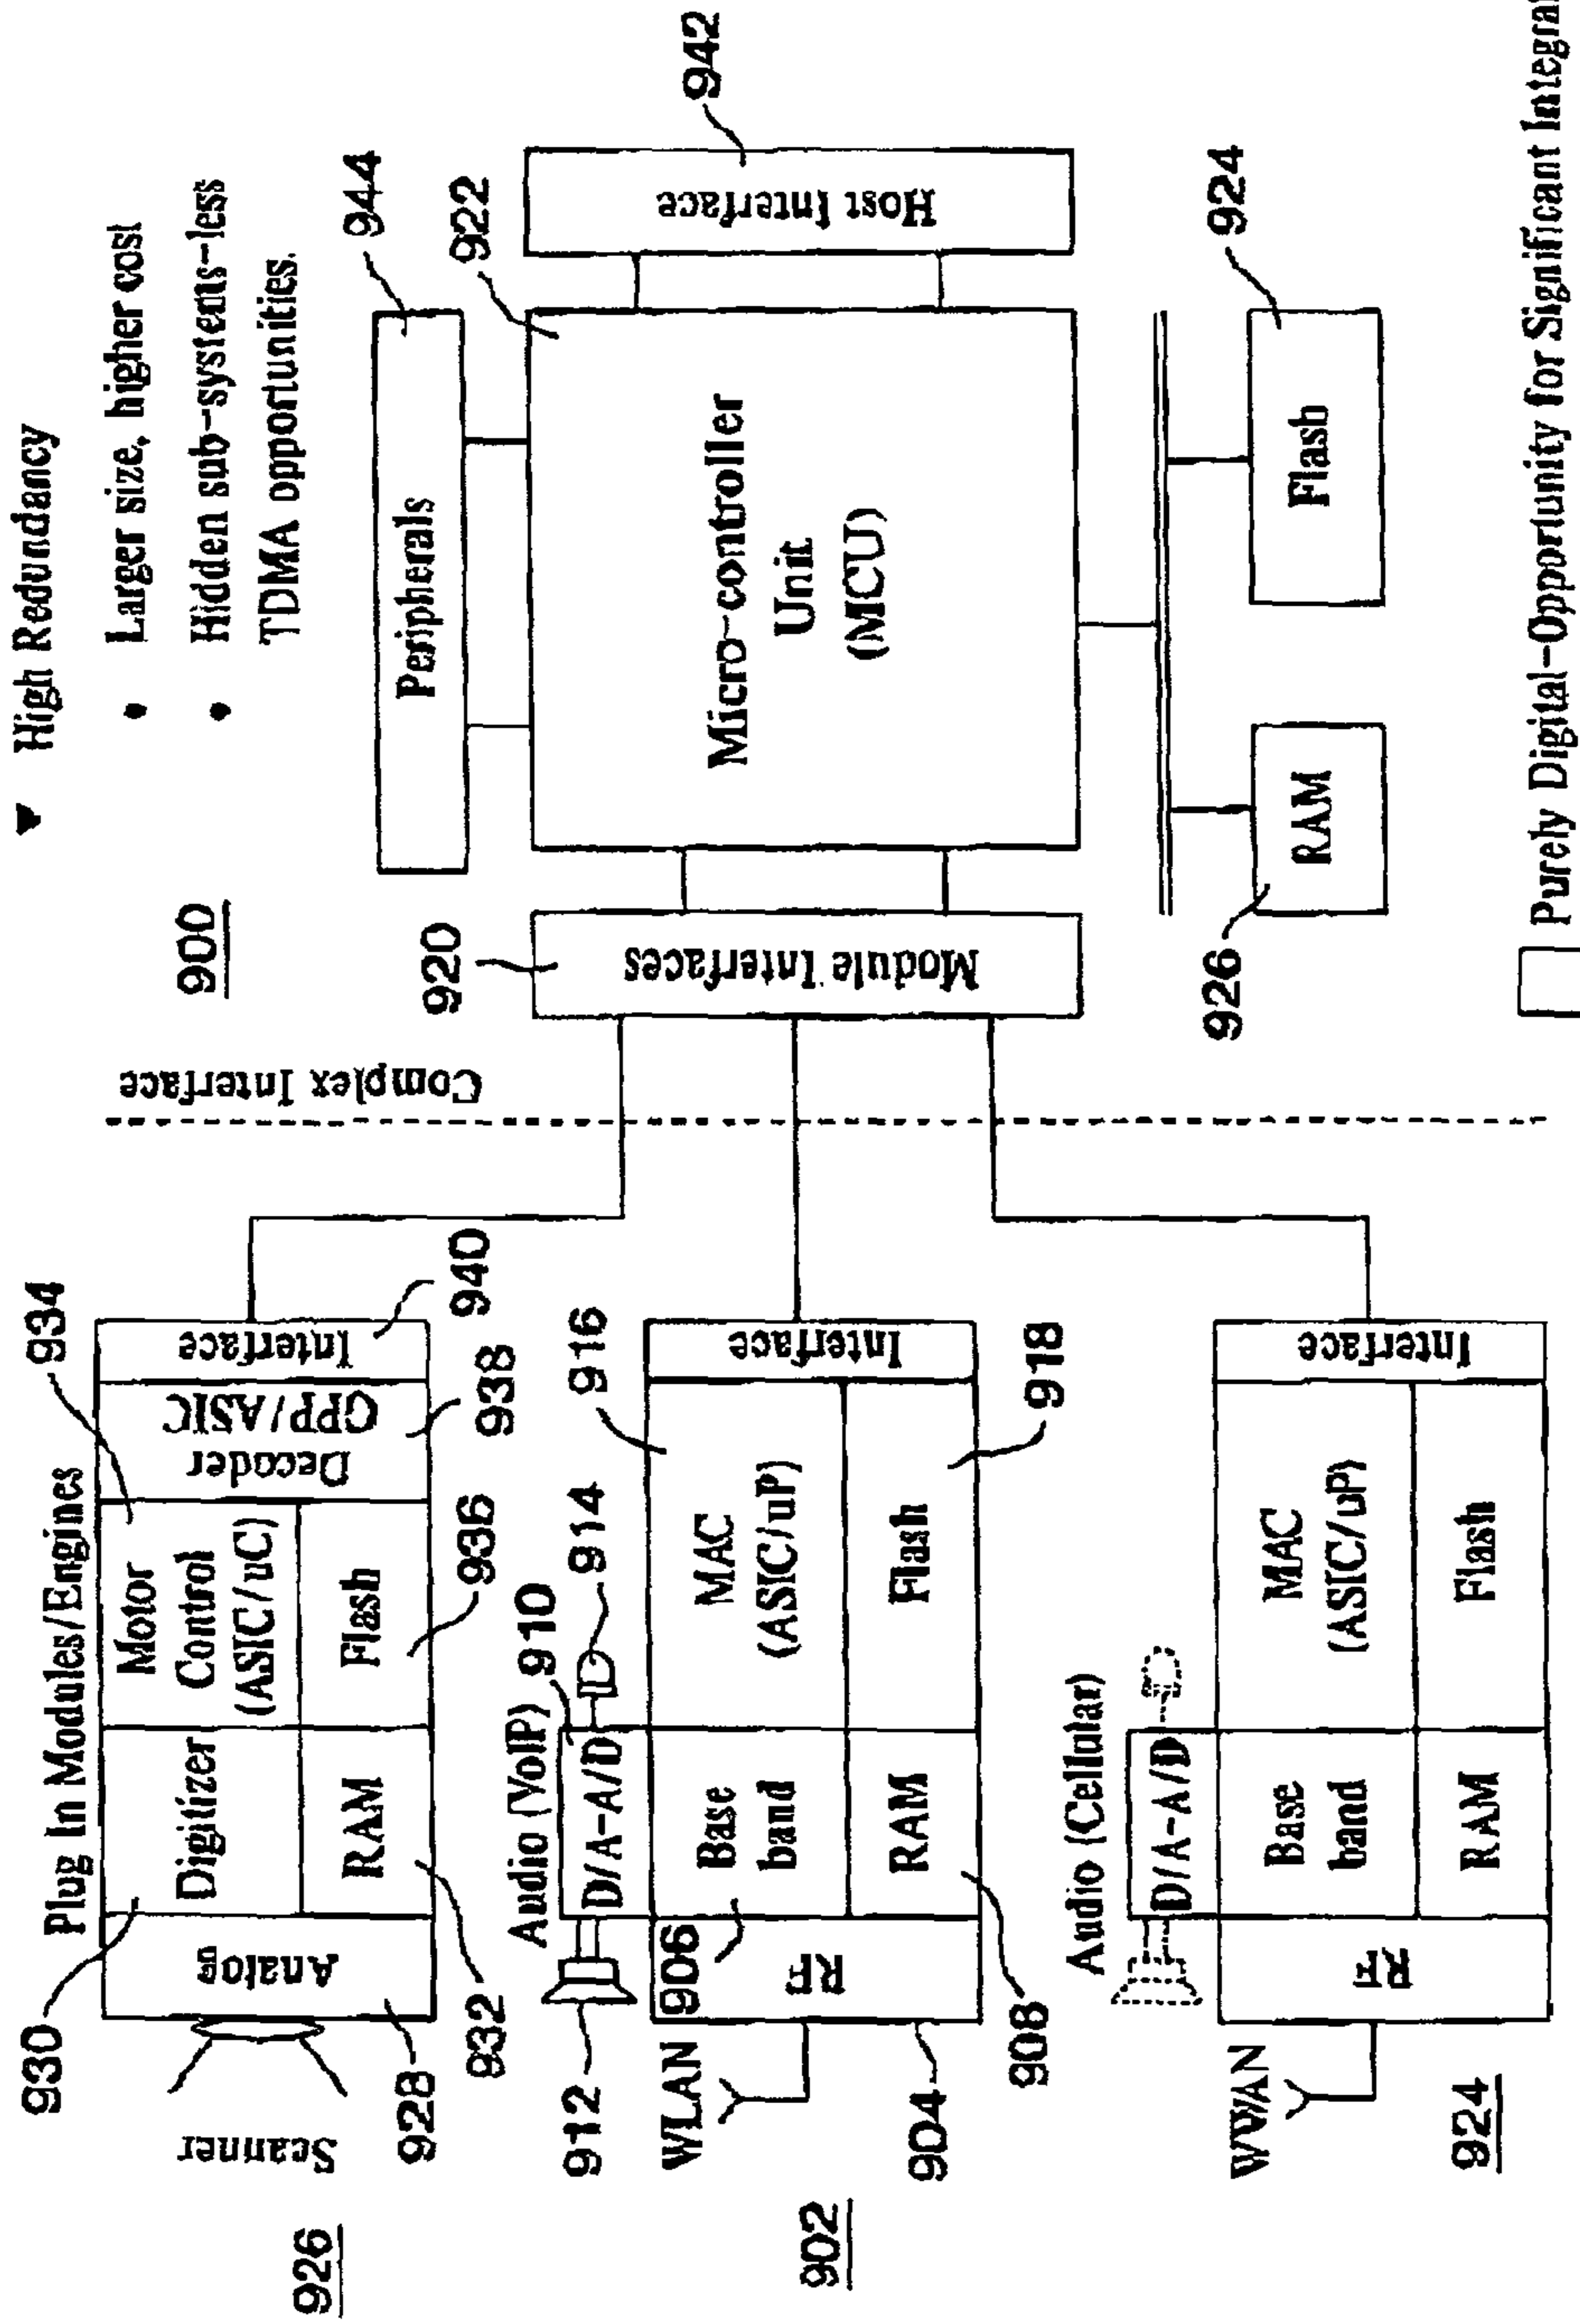 ▼ High Redundancy
• Larger size, higher cost
• Hidden sub-systems-less
TDMA opportunities.
900
Plug In Modules/Engines
926
Scanner
928
930
932
934
936
938
940
Analog
Digitizer
RAM
Motor
Control
(ASIC/uC)
Flash
Decoder
GPP/ASIC
Interface
Complex Interface
Audio (VoIP)
910
912
914
D/A-A/D
WLAN
902
904
906
908
916
918
RF
Base
band
RAM
MAC
(ASIC/uP)
Flash
Interface
Audio (Cellular)
D/A-A/D
WWAN
924
RF
Base
band
RAM
MAC
(ASIC/uP)
Flash
Interface
920
Module Interfaces
Peripherals
944
922
Micro-controller
Unit
(MCU)
Host Interface
942
926
RAM
Flash
924
Purely Digital-Opportunity for Significant